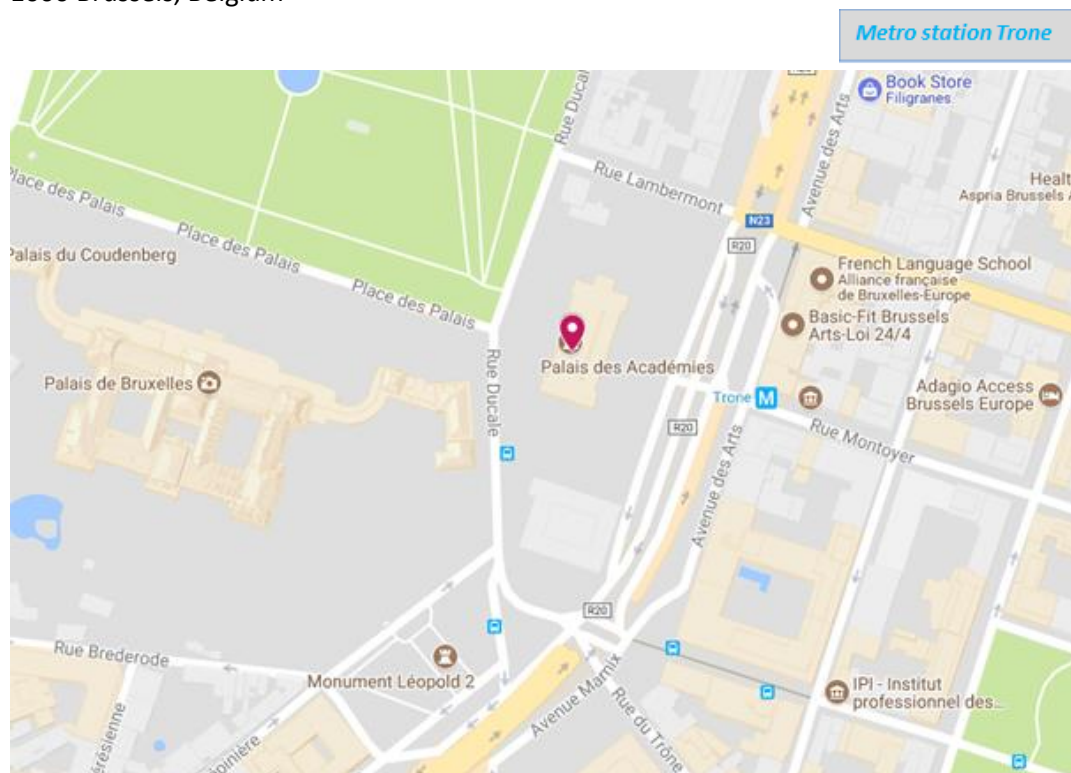 Metro station Trone
Book Store
Filigranes
Rue Ducal
Avenue des Arts
Rue Lambermont
Healt
Aspria Brussels A
Place des Palais
Place des Palais
Place des Palais
N23
R20
Palais du Coudenberg
French Language School
Alliance française
de Bruxelles-Europe
Basic-Fit Brussels
Arts-Loi 24/4
Palais des Académies
Rue Ducale
Palais de Bruxelles
Trone M
Adagio Access
Brussels Europe
R20
Rue Montoyer
Avenue des Arts
R20
Rue Brederode
Monument Léopold 2
Avenue Marnix
Rue du Trône
IPI - Institut
professionnel des...